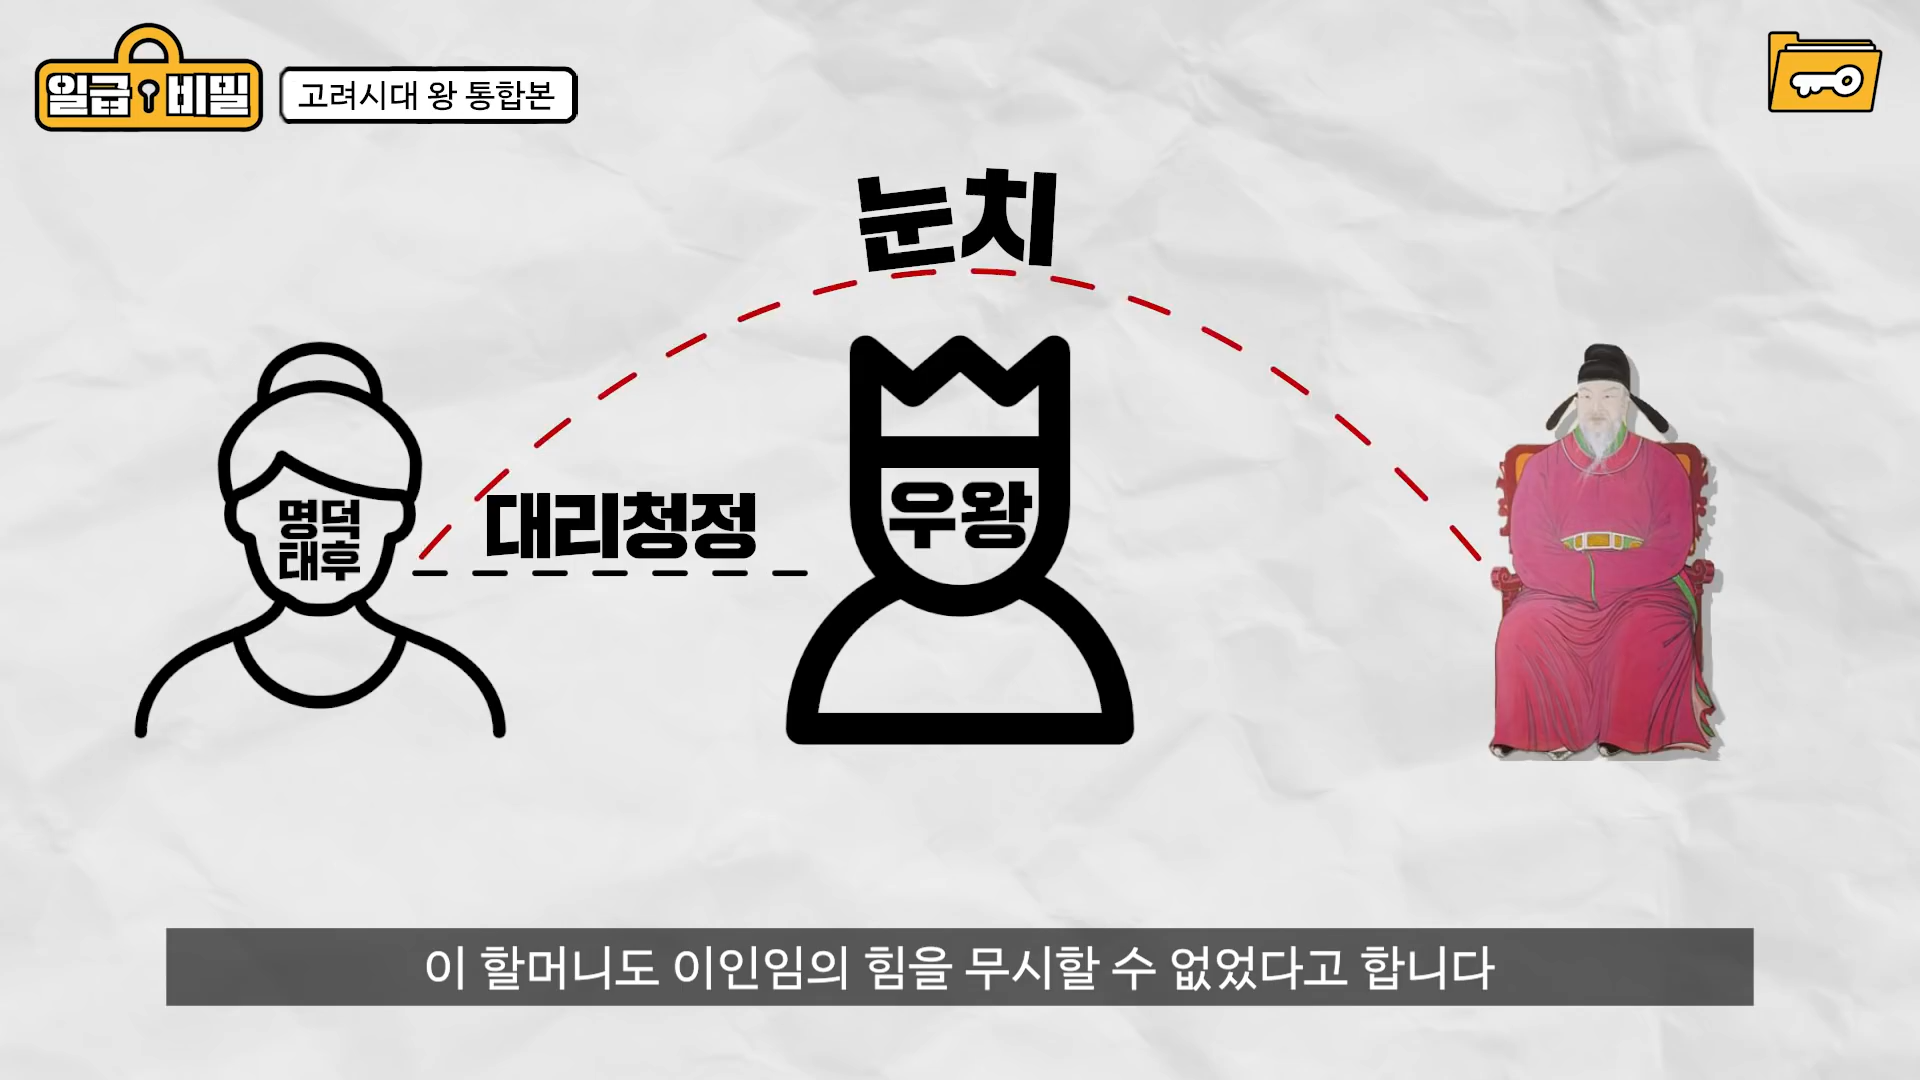 일급비밀
고려시대 왕 통합본
눈치
대리청정
명덕
태후
우왕
이 할머니도 이인임의 힘을 무시할 수 없었다고 합니다